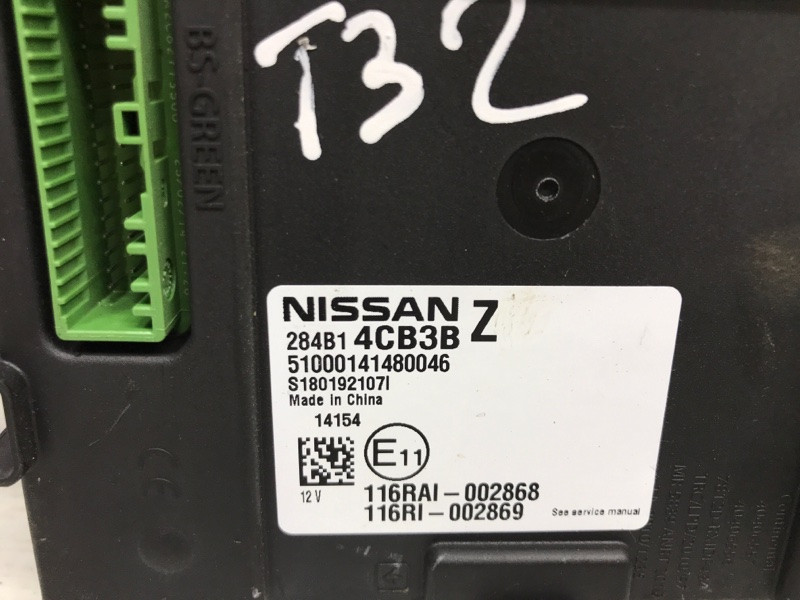 T32
BS-GREEN
NISSAN Z
284B1 4CB3B
51000141480046
S180192107I
Made in China
14154
E11
12 V
116RAI-002868
116RI-002869 See service manual
CE